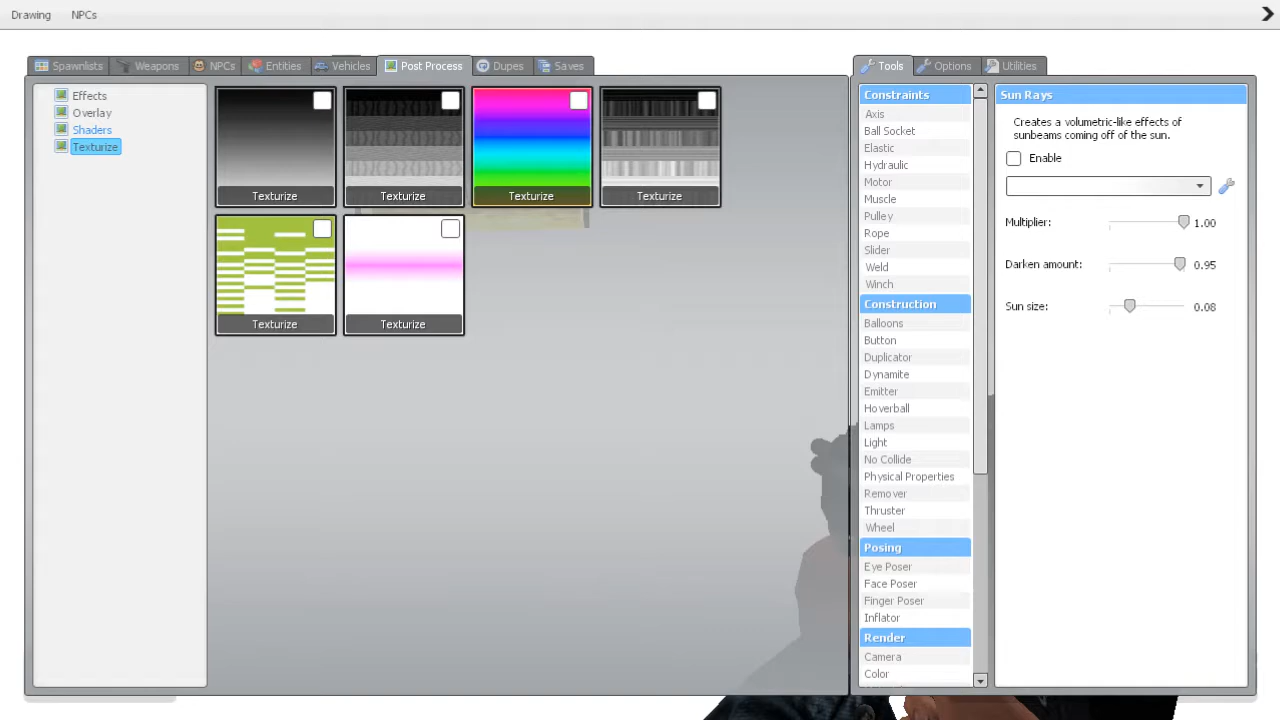 Drawing NPCs
Spawnlists Weapons NPCs Entities Vehicles Post Process Dupes Saves
Effects
Overlay
Shaders
Texturize
Texturize Texturize Texturize Texturize
Texturize Texturize
Tools Options Utilities
Constraints
Axis
Ball Socket
Elastic
Hydraulic
Motor
Muscle
Pulley
Rope
Slider
Weld
Winch
Construction
Balloons
Button
Duplicator
Dynamite
Emitter
Hoverball
Lamps
Light
No Collide
Physical Properties
Remover
Thruster
Wheel
Posing
Eye Poser
Face Poser
Finger Poser
Inflator
Render
Camera
Color
Sun Rays
Creates a volumetric-like effects of
sunbeams coming off of the sun.
Enable
Multiplier: 1.00
Darken amount: 0.95
Sun size: 0.08